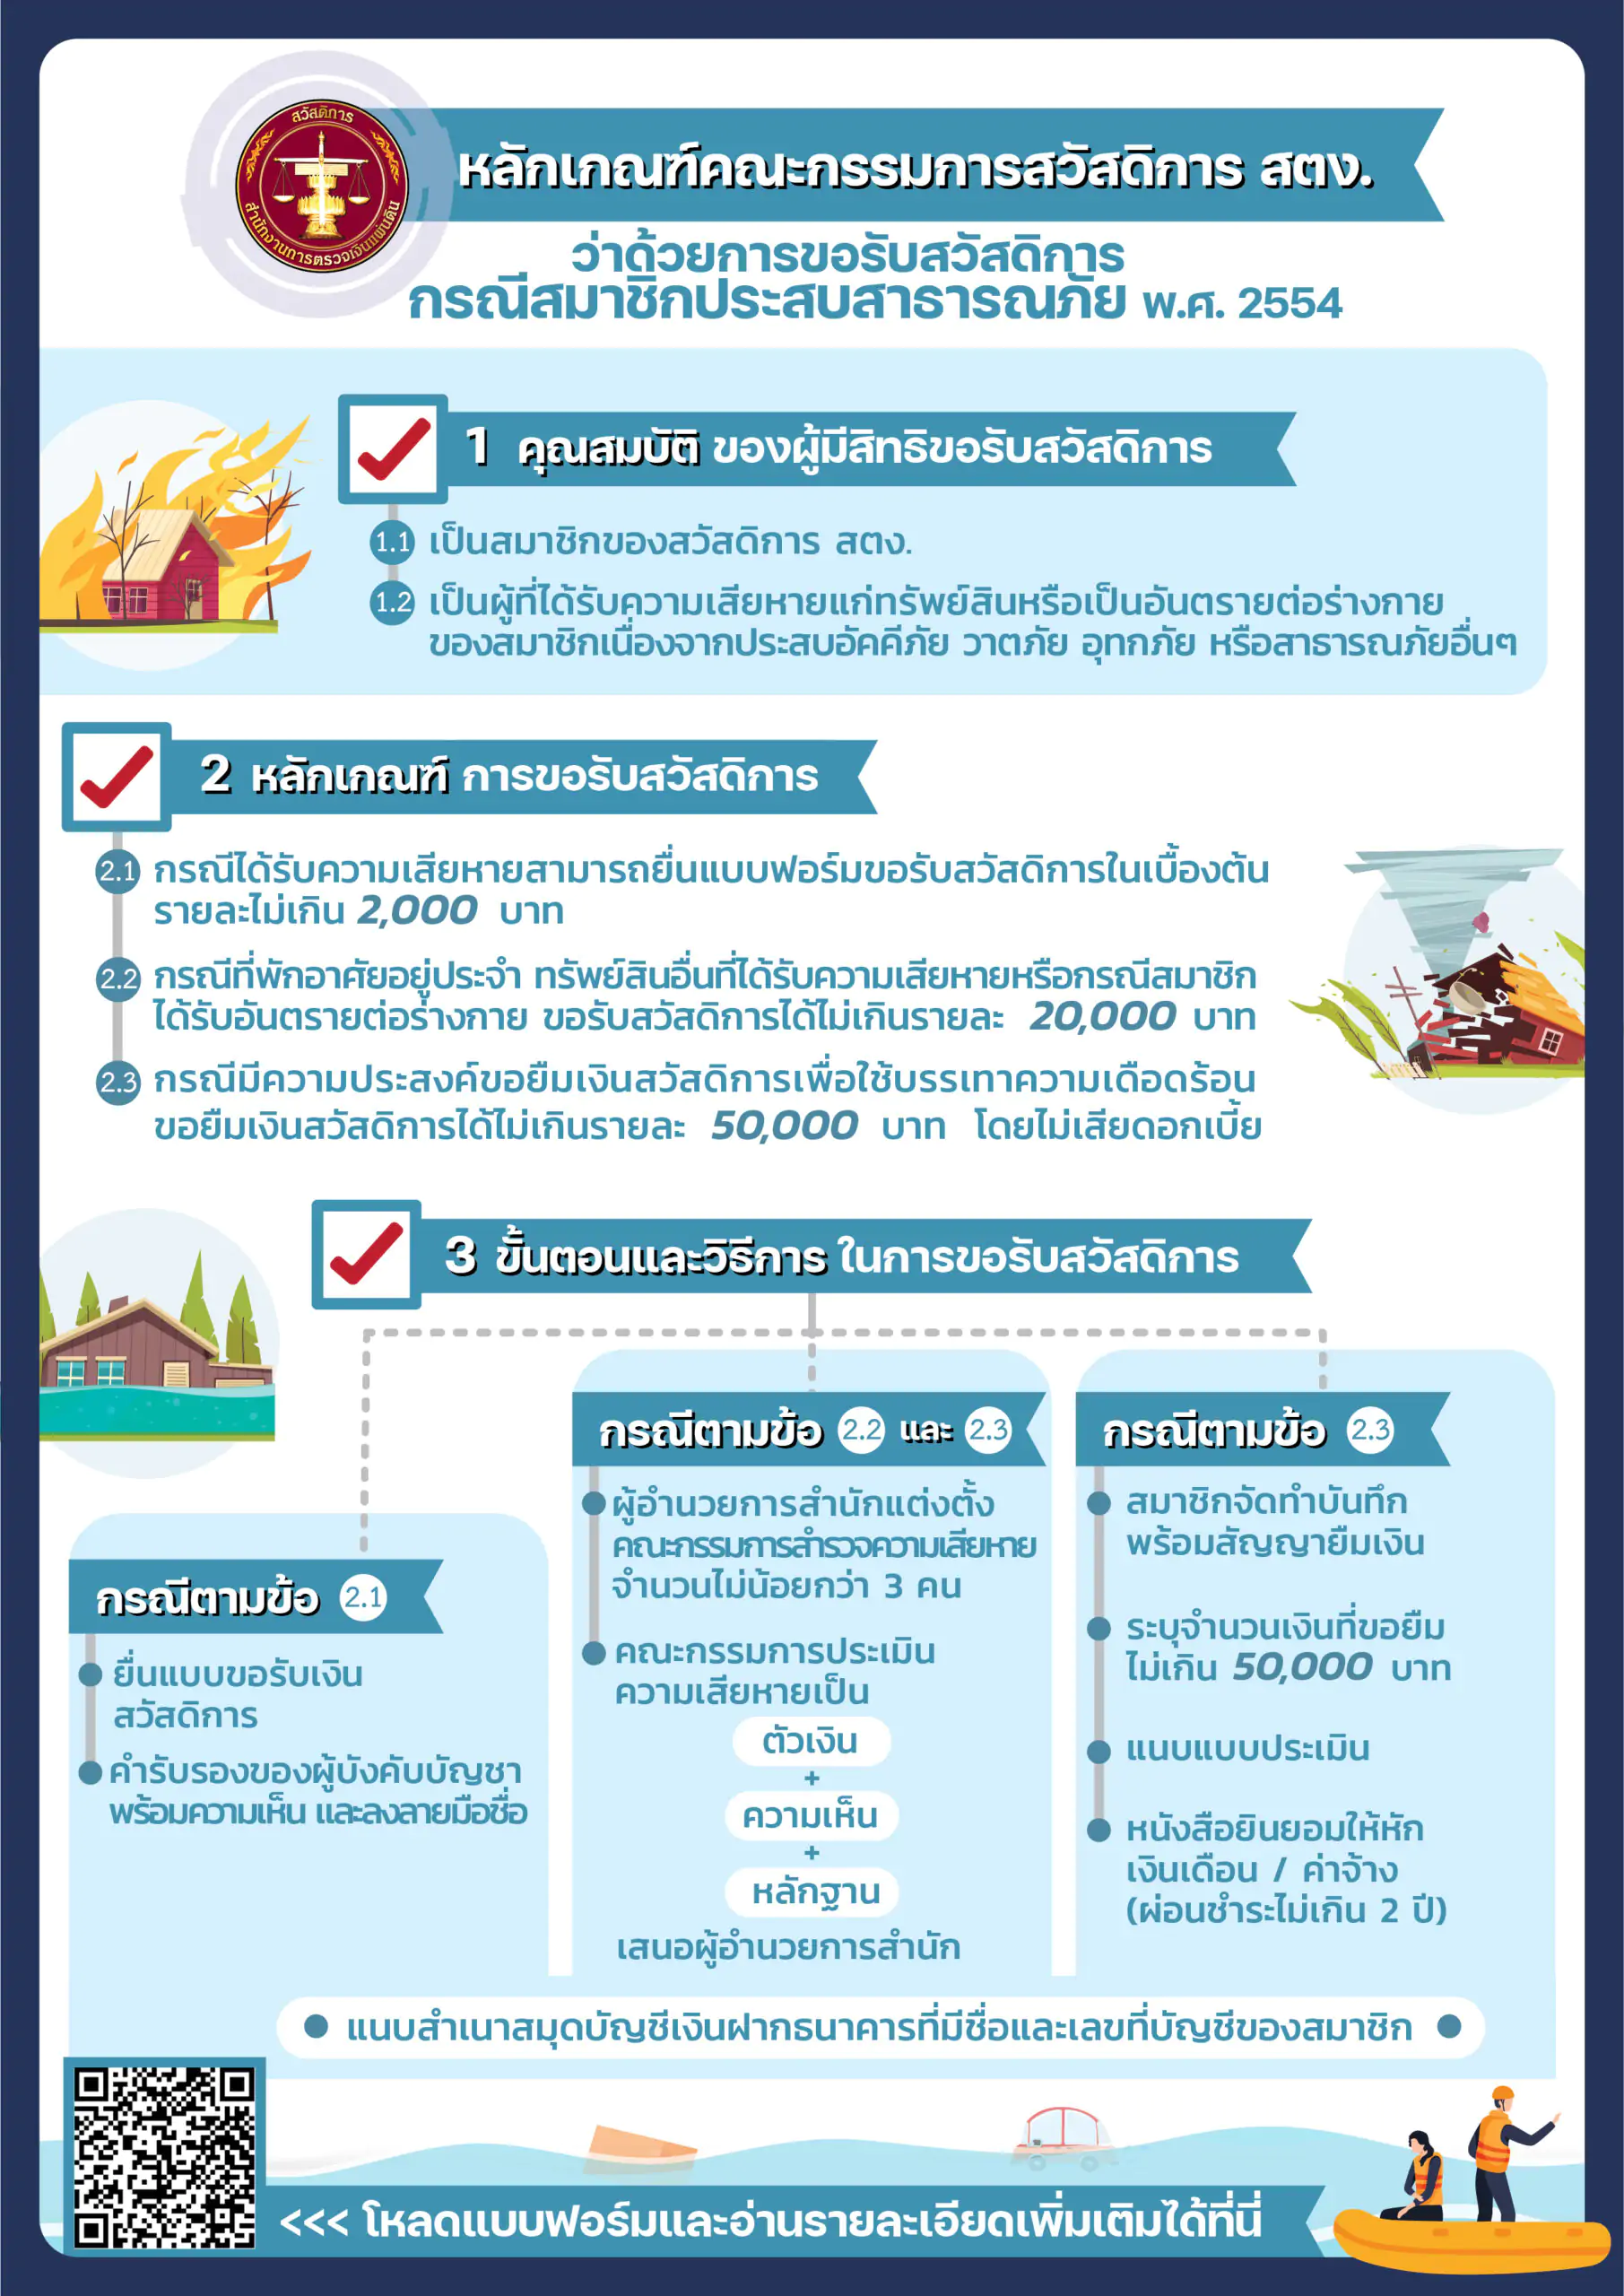 สวัสดิการ
สำนักงานการตรวจเงินแผ่นดิน
หลักเกณฑ์คณะกรรมการสวัสดิการ สตง.
ว่าด้วยการขอรับสวัสดิการ
กรณีสมาชิกประสบสาธารณภัย พ.ศ. 2554
1 คุณสมบัติ ของผู้มีสิทธิขอรับสวัสดิการ
1.1 เป็นสมาชิกของสวัสดิการ สตง.
1.2 เป็นผู้ที่ได้รับความเสียหายแก่ทรัพย์สินหรือเป็นอันตรายต่อร่างกาย
ของสมาชิกเนื่องจากประสบอัคคีภัย วาตภัย อุทกภัย หรือสาธารณภัยอื่นๆ
2 หลักเกณฑ์ การขอรับสวัสดิการ
2.1 กรณีได้รับความเสียหายสามารถยื่นแบบฟอร์มขอรับสวัสดิการในเบื้องต้น
รายละไม่เกิน 2,000 บาท
2.2 กรณีที่พักอาศัยอยู่ประจำ ทรัพย์สินอื่นที่ได้รับความเสียหายหรือกรณีสมาชิก
ได้รับอันตรายต่อร่างกาย ขอรับสวัสดิการได้ไม่เกินรายละ 20,000 บาท
2.3 กรณีมีความประสงค์ขอยืมเงินสวัสดิการเพื่อใช้บรรเทาความเดือดร้อน
ขอยืมเงินสวัสดิการได้ไม่เกินรายละ 50,000 บาท โดยไม่เสียดอกเบี้ย
3 ขั้นตอนและวิธีการ ในการขอรับสวัสดิการ
กรณีตามข้อ 2.1
ยื่นแบบขอรับเงิน
สวัสดิการ
คำรับรองของผู้บังคับบัญชา
พร้อมความเห็น และลงลายมือชื่อ
กรณีตามข้อ 2.2 และ 2.3
ผู้อำนวยการสำนักแต่งตั้ง
คณะกรรมการสำรวจความเสียหาย
จำนวนไม่น้อยกว่า 3 คน
คณะกรรมการประเมิน
ความเสียหายเป็น
ตัวเงิน
+
ความเห็น
+
หลักฐาน
เสนอผู้อำนวยการสำนัก
กรณีตามข้อ 2.3
สมาชิกจัดทำบันทึก
พร้อมสัญญายืมเงิน
ระบุจำนวนเงินที่ขอยืม
ไม่เกิน 50,000 บาท
แนบแบบประเมิน
หนังสือยินยอมให้หัก
เงินเดือน / ค่าจ้าง
(ผ่อนชำระไม่เกิน 2 ปี)
แนบสำเนาสมุดบัญชีเงินฝากธนาคารที่มีชื่อและเลขที่บัญชีของสมาชิก
<<< โหลดแบบฟอร์มและอ่านรายละเอียดเพิ่มเติมได้ที่นี่